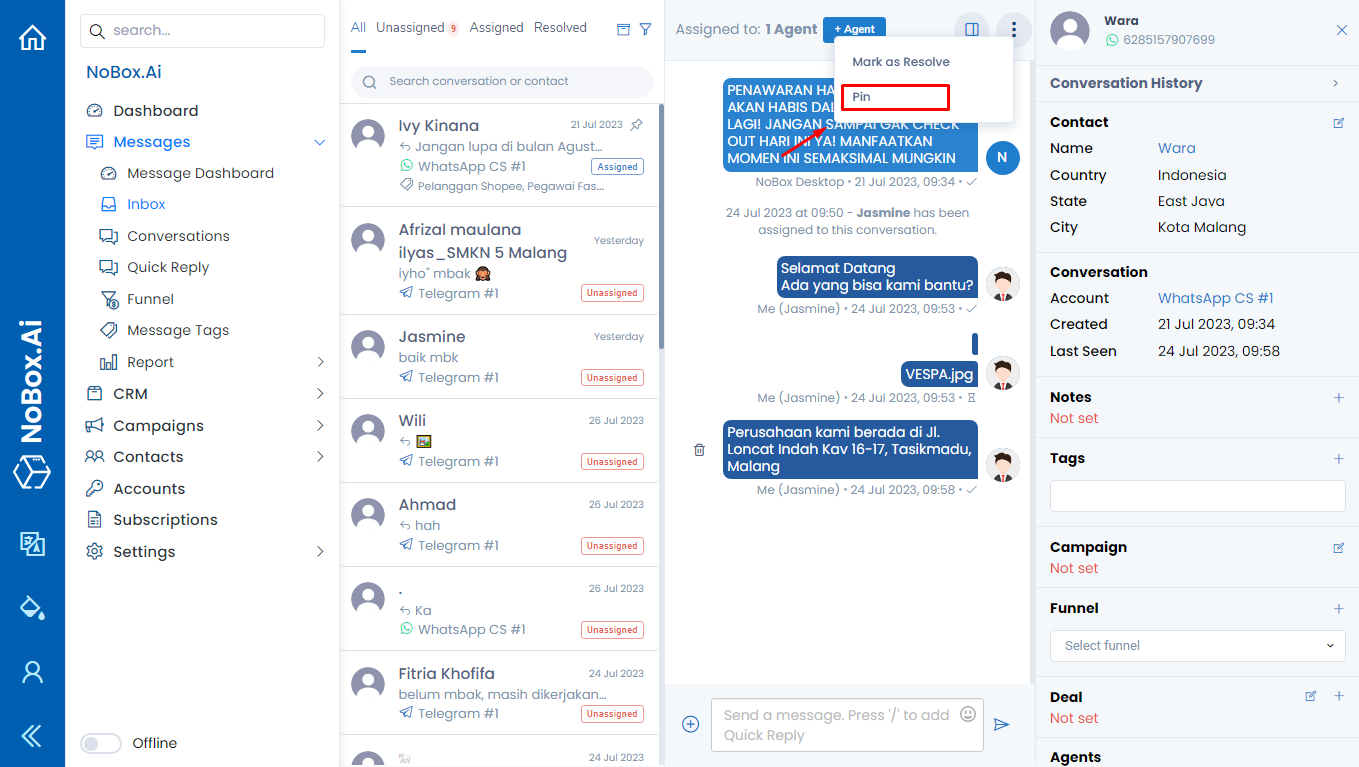 NoBox.Ai
search...
NoBox.Ai
Dashboard
Messages
Message Dashboard
Inbox
Conversations
Quick Reply
Funnel
Message Tags
Report
CRM
Campaigns
Contacts
Accounts
Subscriptions
Settings
Offline
All Unassigned 9 Assigned Resolved
Search conversation or contact
Ivy Kinana 21 Jul 2023
Jangan lupa di bulan Agust...
WhatsApp CS #1 Assigned
Pelanggan Shopee, Pegawai Fas...
Afrizal maulana
ilyas_SMKN 5 Malang Yesterday
iyho" mbak 🙊
Telegram #1 Unassigned
Jasmine Yesterday
baik mbk
Telegram #1 Unassigned
Wili 26 Jul 2023
Telegram #1 Unassigned
Ahmad 26 Jul 2023
hah
Telegram #1 Unassigned
. 26 Jul 2023
Ka
WhatsApp CS #1 Unassigned
Fitria Khofifa 24 Jul 2023
belum mbak, masih dikerjakan...
Telegram #1 Unassigned
24 Jul 2023
Assigned to: 1 Agent + Agent
Mark as Resolve
Pin
PENAWARAN HA
AKAN HABIS DAL
LAGI! JANGAN SAMPAI GAK CHECK
OUT HARI INI YA! MANFAATKAN
MOMEN INI SEMAKSIMAL MUNGKIN
N
NoBox Desktop • 21 Jul 2023, 09:34 •
24 Jul 2023 at 09:50 - Jasmine has been
assigned to this conversation.
Selamat Datang
Ada yang bisa kami bantu?
Me (Jasmine) • 24 Jul 2023, 09:53 •
VESPA.jpg
Me (Jasmine) • 24 Jul 2023, 09:53 •
Perusahaan kami berada di Jl.
Loncat Indah Kav 16-17, Tasikmadu,
Malang
Me (Jasmine) • 24 Jul 2023, 09:58 •
Send a message. Press '/' to add
Quick Reply
Wara
6285157907699
Conversation History
Contact
Name Wara
Country Indonesia
State East Java
City Kota Malang
Conversation
Account WhatsApp CS #1
Created 21 Jul 2023, 09:34
Last Seen 24 Jul 2023, 09:58
Notes
Not set
Tags
Campaign
Not set
Funnel
Select funnel
Deal
Not set
Agents